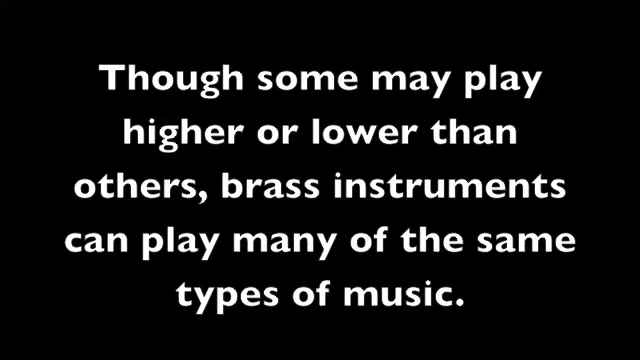 Though some may play
higher or lower than
others, brass instruments
can play many of the same
types of music.